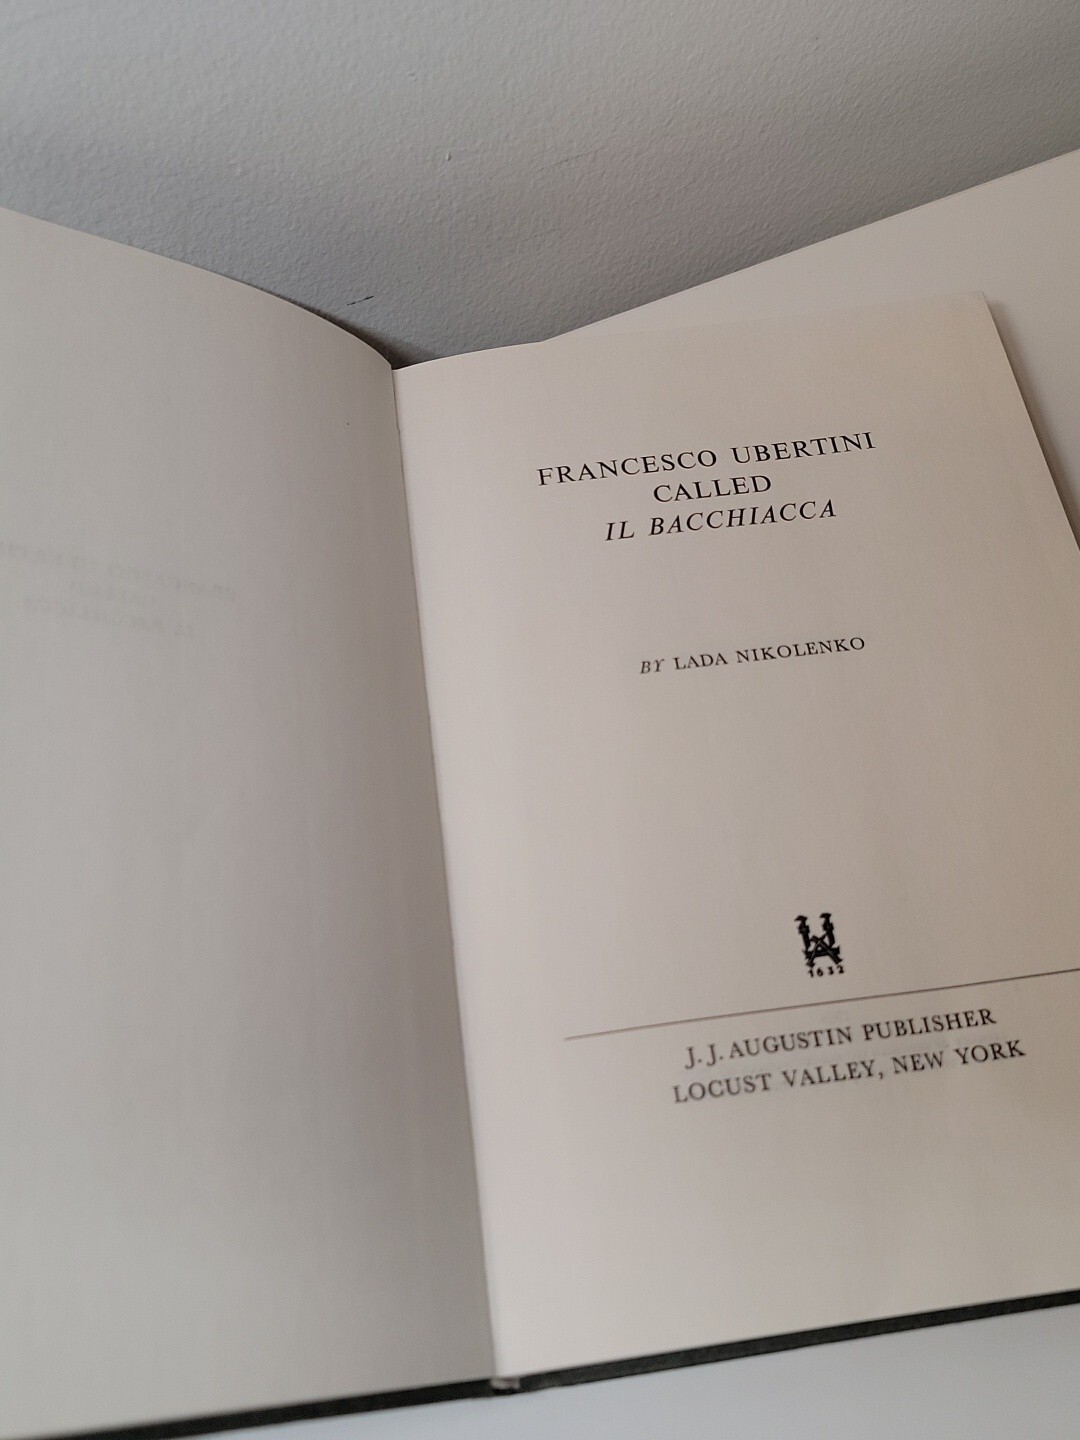 FRANCESCO UBERTINI
CALLED
IL BACCHIACCA
BY LADA NIKOLENKO
1632
J. J. AUGUSTIN PUBLISHER
LOCUST VALLEY, NEW YORK